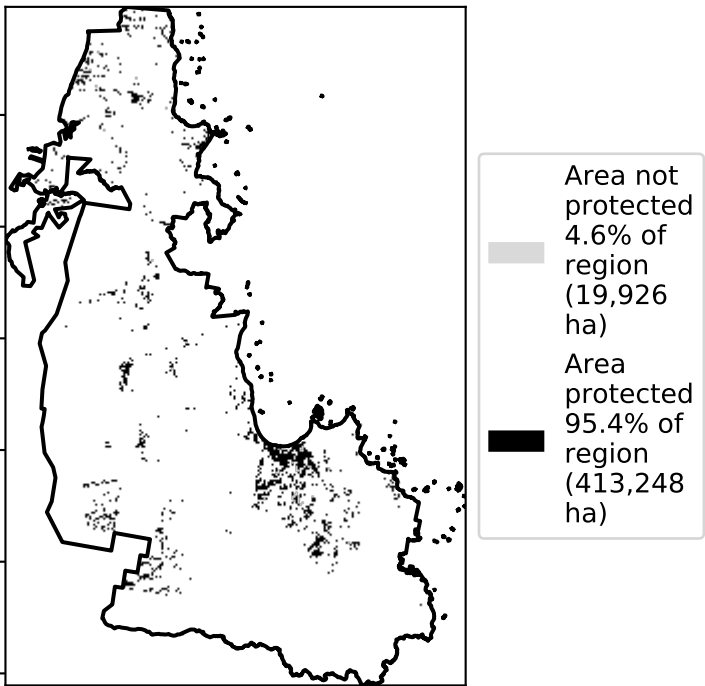 Area not
protected
4.6% of
region
(19,926
ha)
Area
protected
95.4% of
region
(413,248
ha)